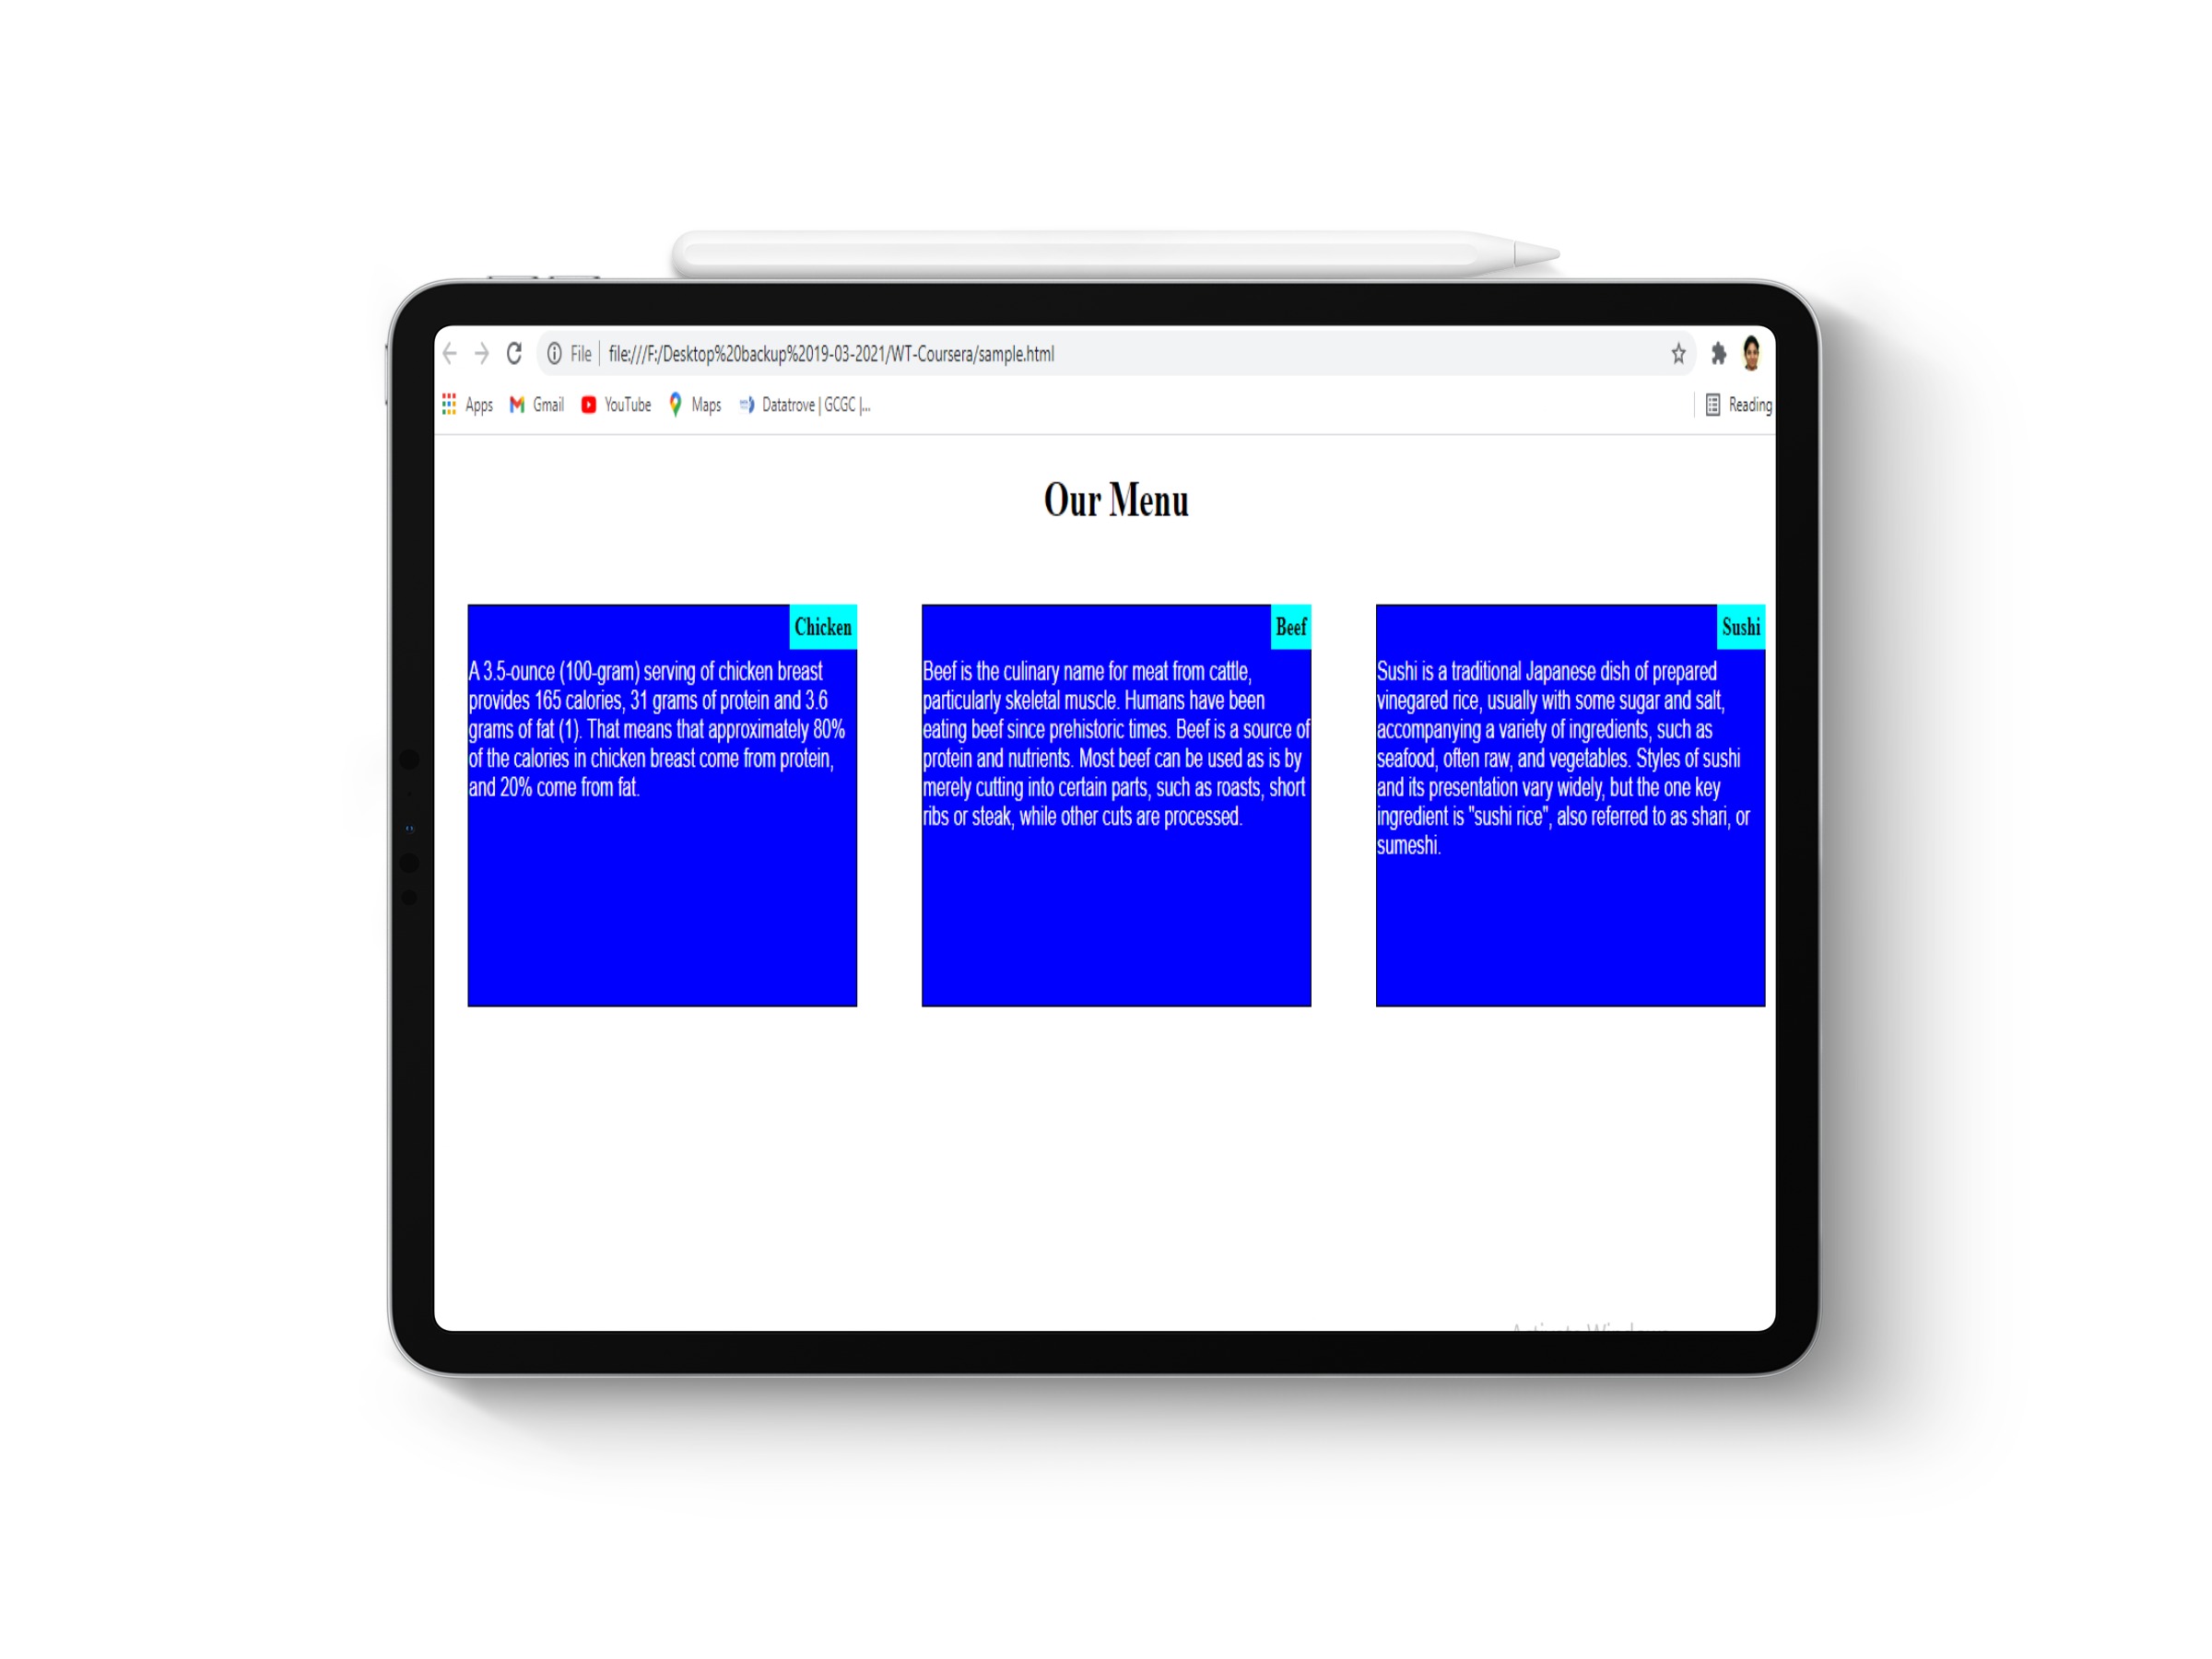 File file:///F:/Desktop%20backup%2019-03-2021/WT-Coursera/sample.html
Apps Gmail YouTube Maps Datatrove | GCGC |... Reading
Our Menu
Chicken
A 3.5-ounce (100-gram) serving of chicken breast
provides 165 calories, 31 grams of protein and 3.6
grams of fat (1). That means that approximately 80%
of the calories in chicken breast come from protein,
and 20% come from fat.
Beef
Beef is the culinary name for meat from cattle,
particularly skeletal muscle. Humans have been
eating beef since prehistoric times. Beef is a source of
protein and nutrients. Most beef can be used as is by
merely cutting into certain parts, such as roasts, short
ribs or steak, while other cuts are processed.
Sushi
Sushi is a traditional Japanese dish of prepared
vinegared rice, usually with some sugar and salt,
accompanying a variety of ingredients, such as
seafood, often raw, and vegetables. Styles of sushi
and its presentation vary widely, but the one key
ingredient is "sushi rice", also referred to as shari, or
sumeshi.